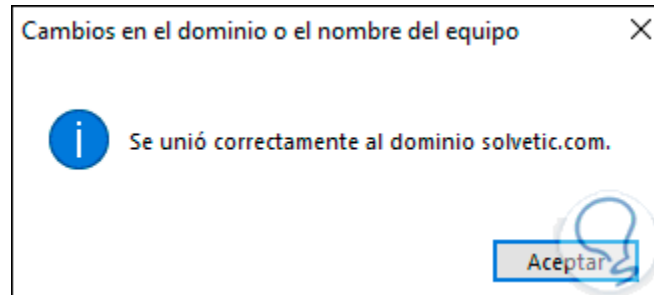 Cambios en el dominio o el nombre del equipo
Se unió correctamente al dominio solvetic.com.
Aceptar